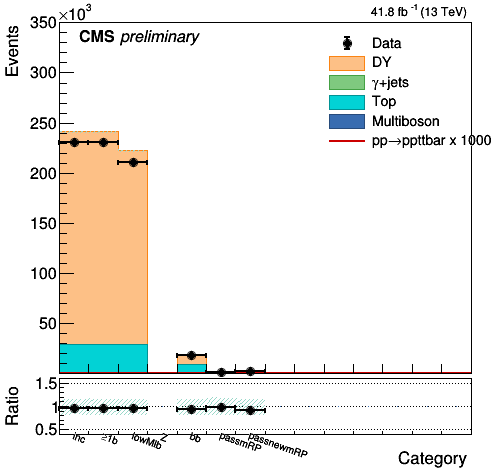 ×10³
41.8 fb⁻¹ (13 TeV)
Events
350
300
250
200
150
100
50
CMS preliminary
Data
DY
γ+jets
Top
Multiboson
pp→ppttbar x 1000
Ratio
1.5
1
0.5
inc
≥1b
lowMlb
Z
bb
passmRP
passnewmRP
Category